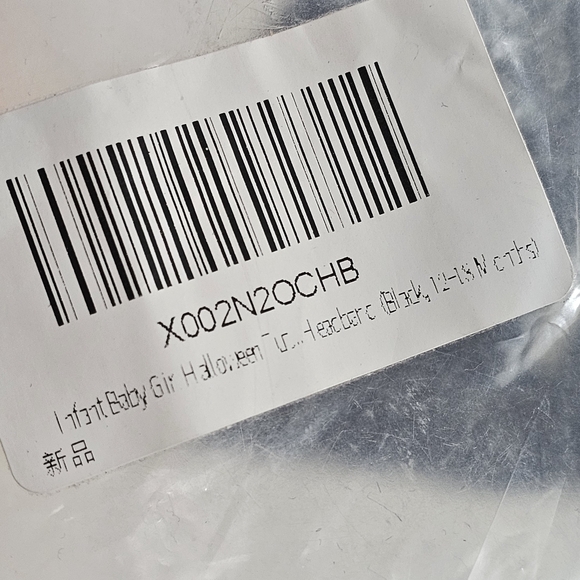 X002N2OCHB
Infant Baby Girl Halloween Tu...Headband (Black, 12-18 Months)
新品